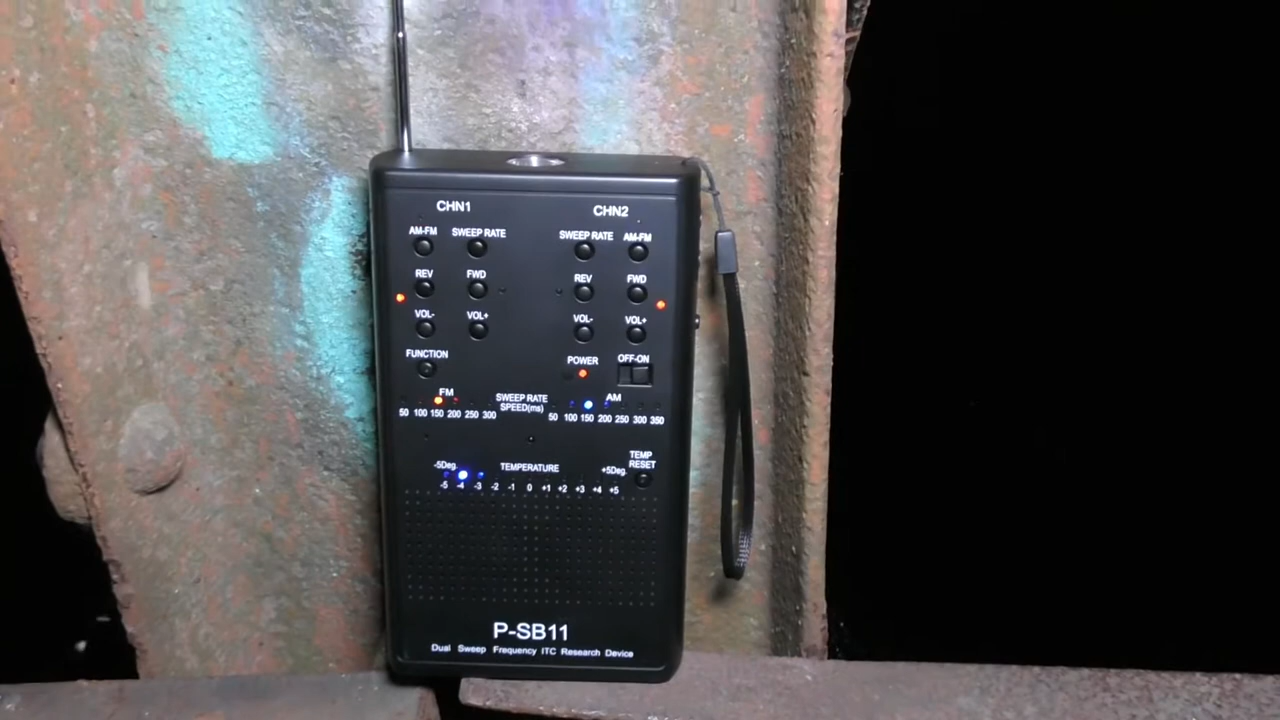 CHN1 CHN2
AM-FM SWEEP RATE SWEEP RATE AM-FM
REV FWD REV FWD
VOL- VOL+ VOL- VOL+
FUNCTION POWER OFF-ON
FM SWEEP RATE AM
SPEED(ms)
50 100 150 200 250 300 50 100 150 200 250 300 350
TEMP
RESET
-5Deg. TEMPERATURE +5Deg.
-5 -4 -3 -2 -1 0 +1 +2 +3 +4 +5
P-SB11
Dual Sweep Frequency ITC Research Device